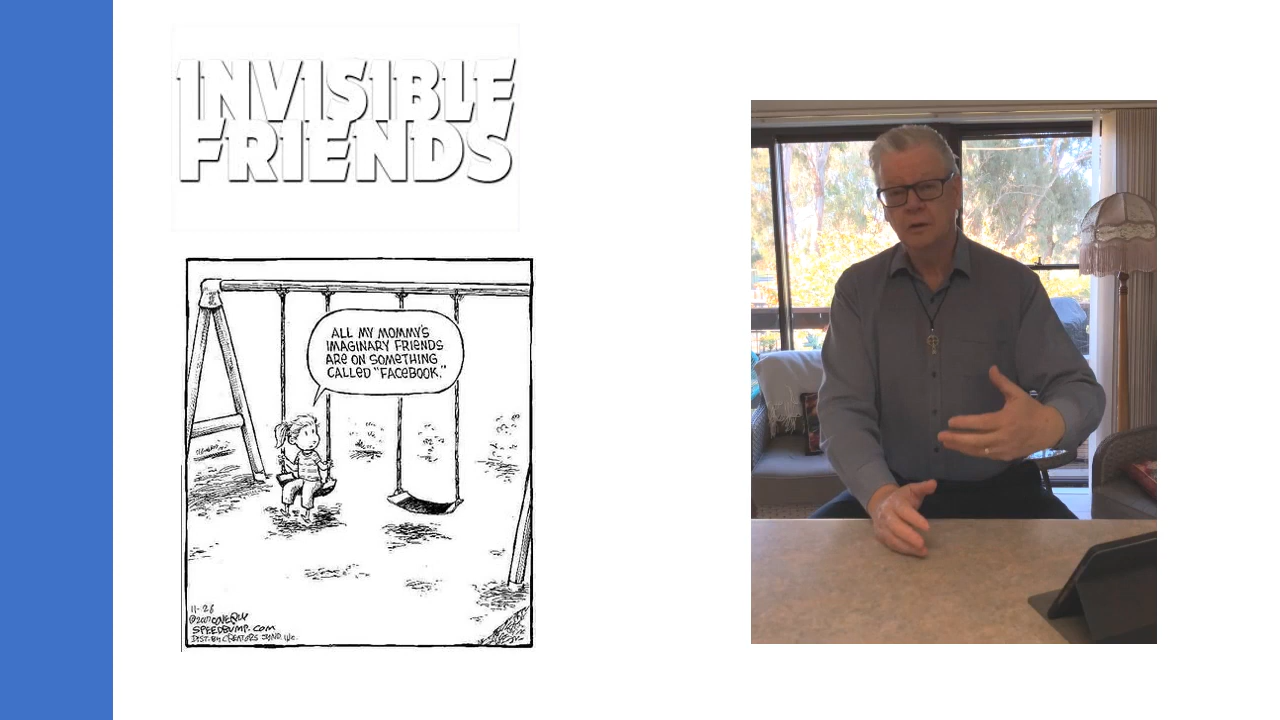 INVISIBLE
FRIENDS
ALL MY MOMMY'S
IMAGINARY FRIENDS
ARE ON SOMETHING
CALLED "FACEBOOK."
11-26
©2007 COVERLY
SPEEDBUMP.COM
DIST. BY CREATORS SYND. INC.